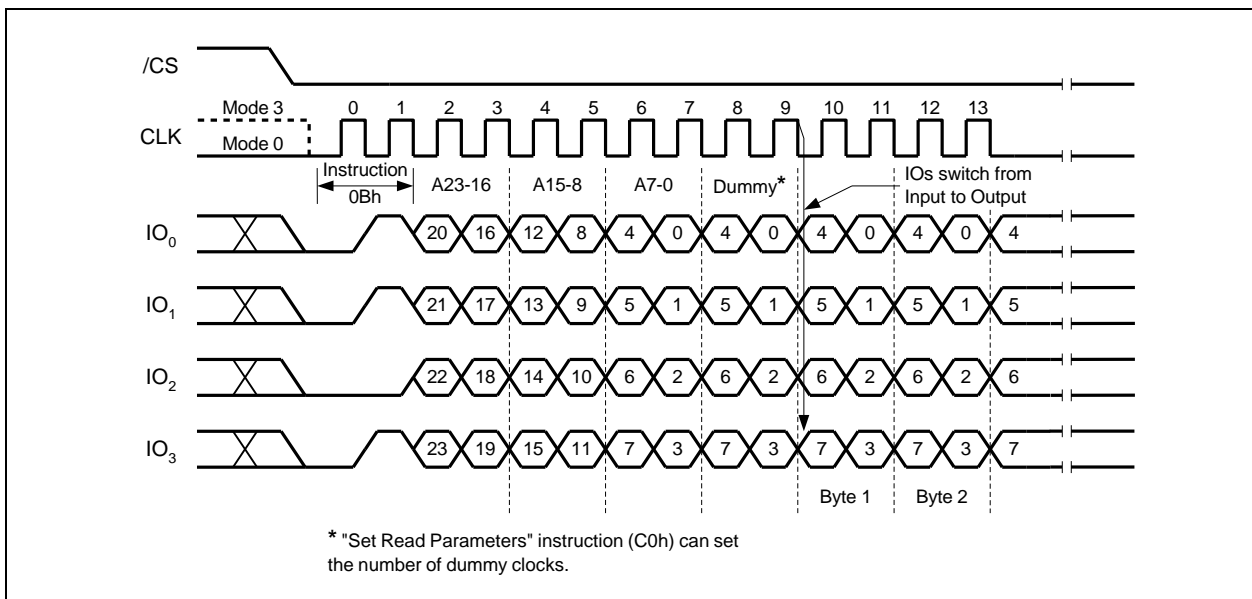 /CS
Mode 3 0 1 2 3 4 5 6 7 8 9 10 11 12 13
CLK
Mode 0
Instruction
0Bh
A23-16 A15-8 A7-0 Dummy*
IOs switch from
Input to Output
IO0 20 16 12 8 4 0 4 0 4 0 4 0 4
IO1 21 17 13 9 5 1 5 1 5 1 5 1 5
IO2 22 18 14 10 6 2 6 2 6 2 6 2 6
IO3 23 19 15 11 7 3 7 3 7 3 7 3 7
Byte 1 Byte 2
* "Set Read Parameters" instruction (C0h) can set
the number of dummy clocks.